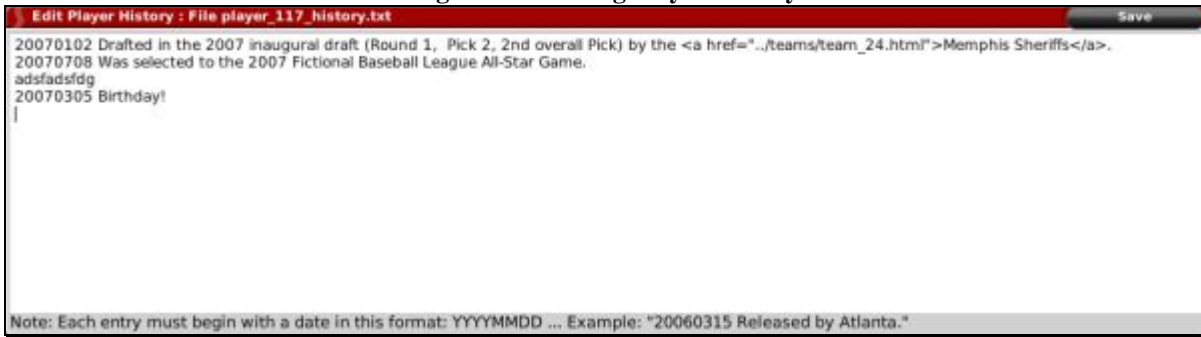 Edit Player History : File player_117_history.txt
Save
20070102 Drafted in the 2007 inaugural draft (Round 1,  Pick 2, 2nd overall Pick) by the <a href="../teams/team_24.html">Memphis Sheriffs</a>.
20070708 Was selected to the 2007 Fictional Baseball League All-Star Game.
adsfadsfdg
20070305 Birthday!
Note: Each entry must begin with a date in this format: YYYYMMDD ... Example: "20060315 Released by Atlanta."